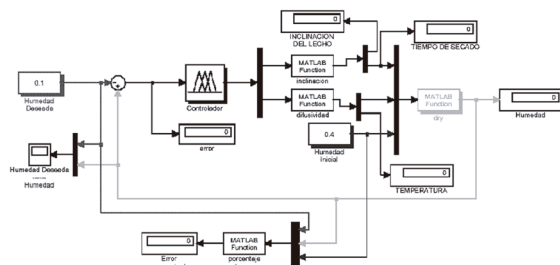 0
INCLINACION
DEL LECHO
0
TIEMPO DE SECADO
0.1
Humedad
Deseada
Controlador
MATLAB
Function
inclinacion
MATLAB
Function
difusividad
MATLAB
Function
dry
0
Humedad
0
error
0.4
Humedad
Inicial
0
TEMPERATURA
Humedad Deseada
Humedad
0
Error
MATLAB
Function
porcentaje